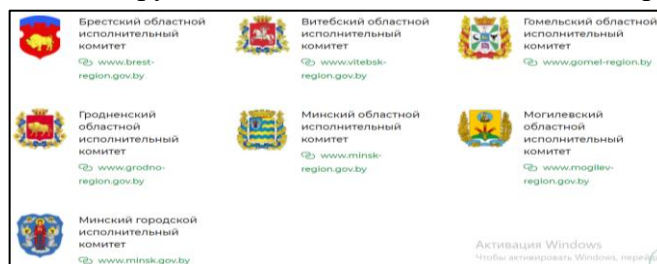 Брестский областной
исполнительный
комитет
www.brest-
region.gov.by
Витебский областной
исполнительный
комитет
www.vitebsk-
region.gov.by
Гомельский областной
исполнительный
комитет
www.gomel-region.by
Гродненский
областной
исполнительный
комитет
www.grodno-
region.gov.by
Минский областной
исполнительный
комитет
www.minsk-
region.gov.by
Могилевский
областной
исполнительный
комитет
www.mogilev-
region.gov.by
Минский городской
исполнительный
комитет
www.minsk.gov.by
Активация Windows
Чтобы активировать Windows,